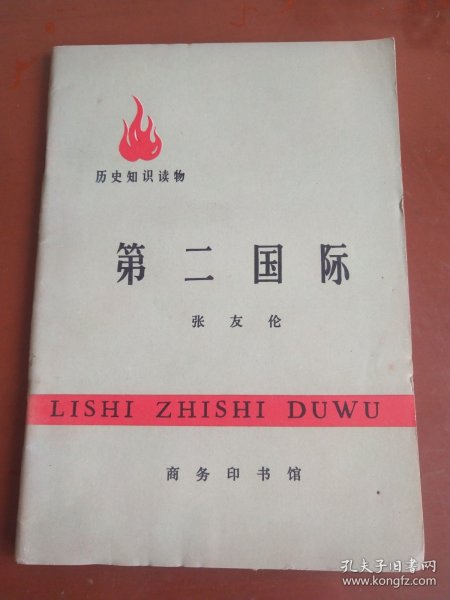 历史知识读物
第二国际
张友伦
LISHI ZHISHI DUWU
商务印书馆
孔夫子旧书网
www.kongfz.com